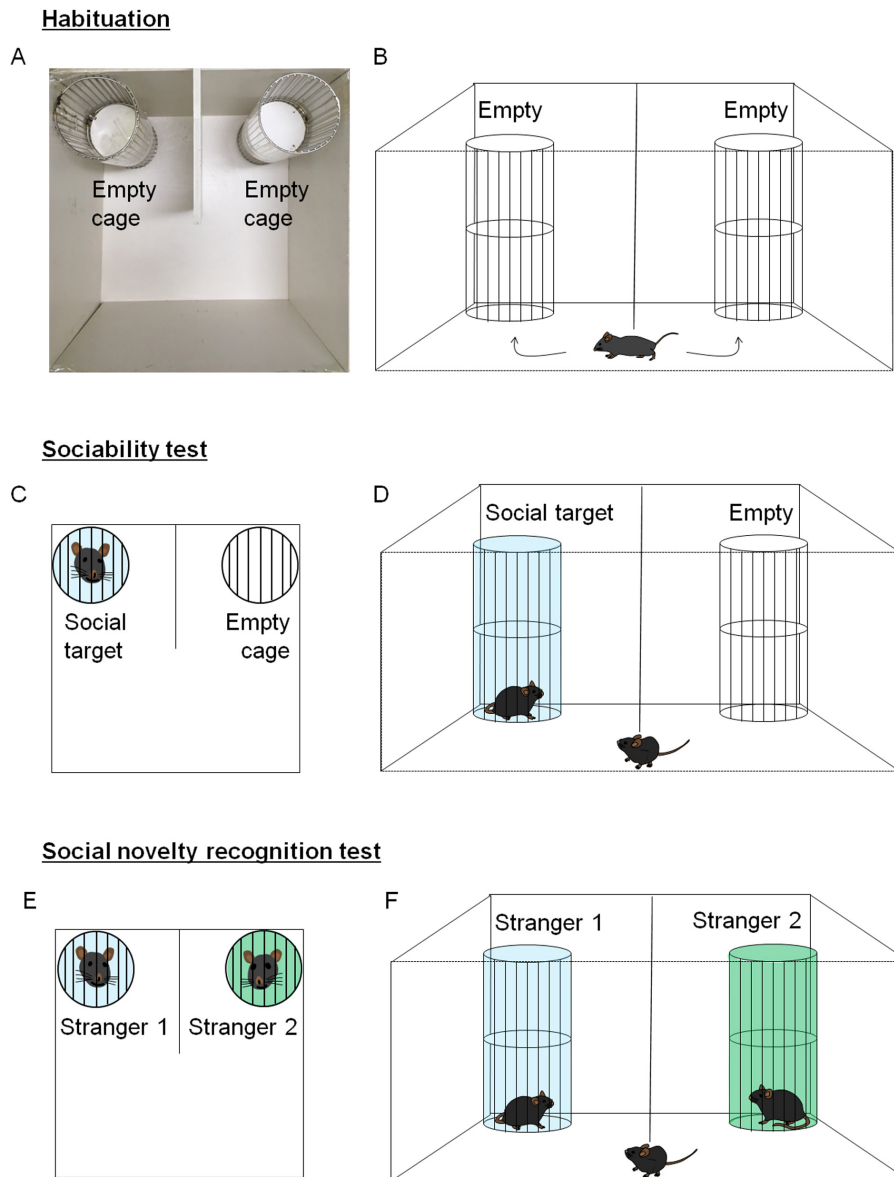 Habituation
A
B
Empty
cage
Empty
cage
Empty
Empty
Sociability test
C
D
Social
target
Empty
cage
Social target
Empty
Social novelty recognition test
E
F
Stranger 1
Stranger 2
Stranger 1
Stranger 2